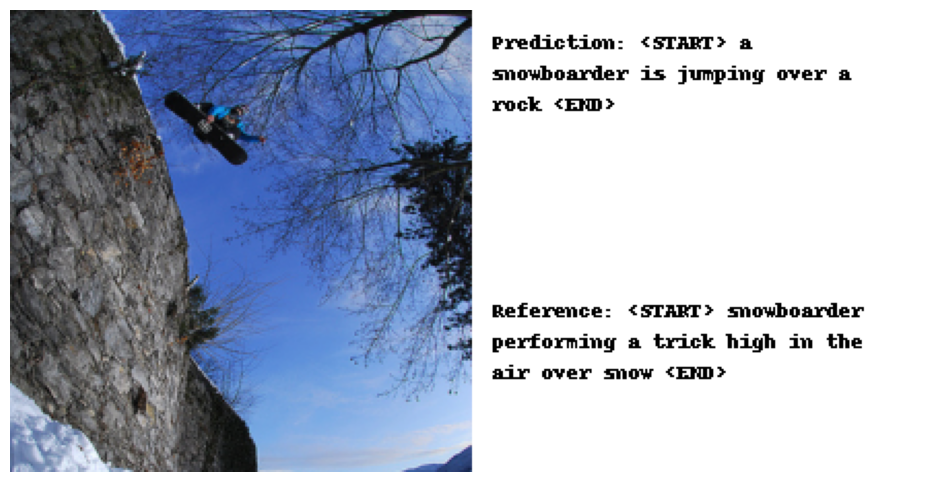 Prediction: <START> a
snowboarder is jumping over a
rock <END>
Reference: <START> snowboarder
performing a trick high in the
air over snow <END>